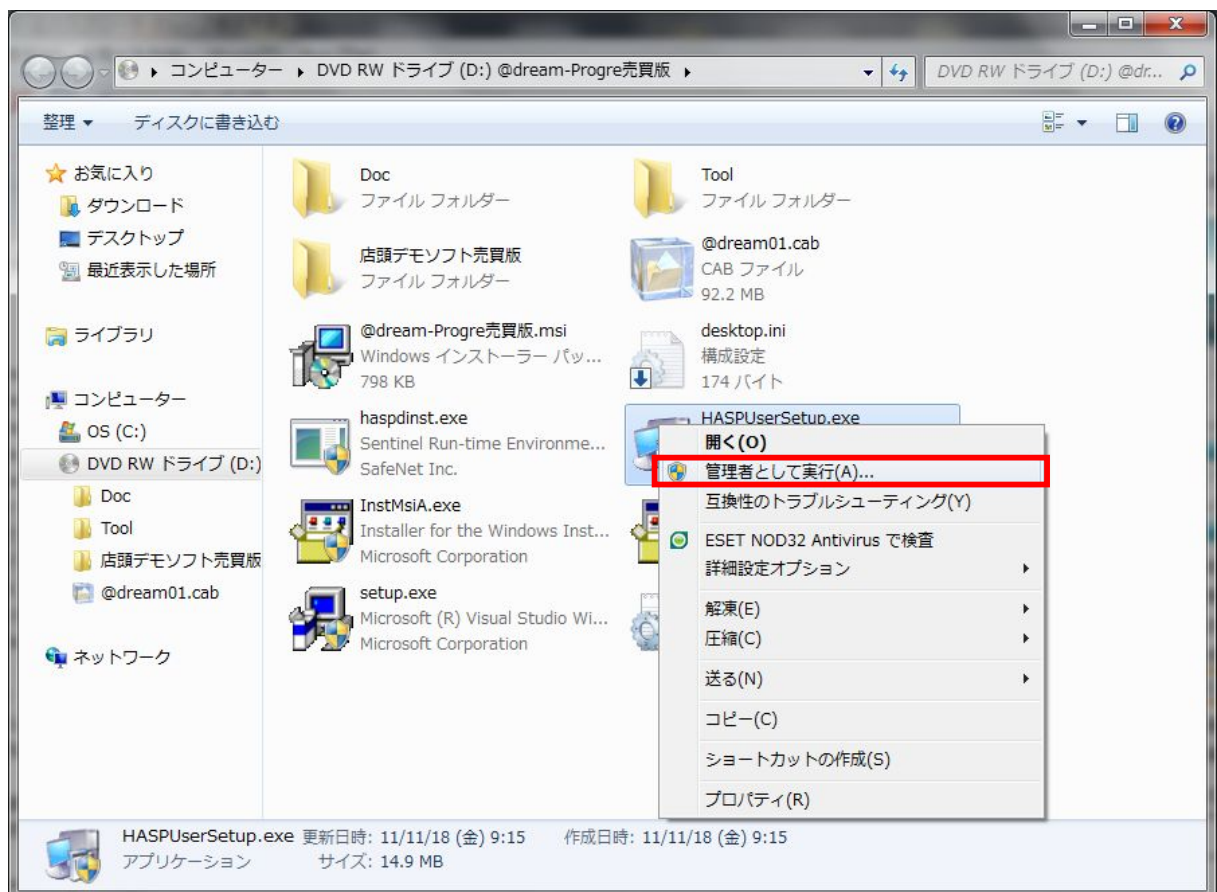 コンピューター ▸ DVD RW ドライブ (D:) @dream-Progre売買版 ▸
DVD RW ドライブ (D:) @dr...
整理 ディスクに書き込む
お気に入り
ダウンロード
デスクトップ
最近表示した場所
ライブラリ
コンピューター
OS (C:)
DVD RW ドライブ (D:)
Doc
Tool
店頭デモソフト売買版
@dream01.cab
ネットワーク
Doc
ファイル フォルダー
Tool
ファイル フォルダー
店頭デモソフト売買版
ファイル フォルダー
@dream01.cab
CAB ファイル
92.2 MB
@dream-Progre売買版.msi
Windows インストーラー パッ...
798 KB
desktop.ini
構成設定
174 バイト
haspdinst.exe
Sentinel Run-time Environme...
SafeNet Inc.
HASPUserSetup.exe
InstMsiA.exe
Installer for the Windows Inst...
Microsoft Corporation
setup.exe
Microsoft (R) Visual Studio Wi...
Microsoft Corporation
開く(O)
管理者として実行(A)...
互換性のトラブルシューティング(Y)
ESET NOD32 Antivirus で検査
詳細設定オプション
解凍(E)
圧縮(C)
送る(N)
コピー(C)
ショートカットの作成(S)
プロパティ(R)
HASPUserSetup.exe 更新日時: 11/11/18 (金) 9:15 作成日時: 11/11/18 (金) 9:15
アプリケーション サイズ: 14.9 MB